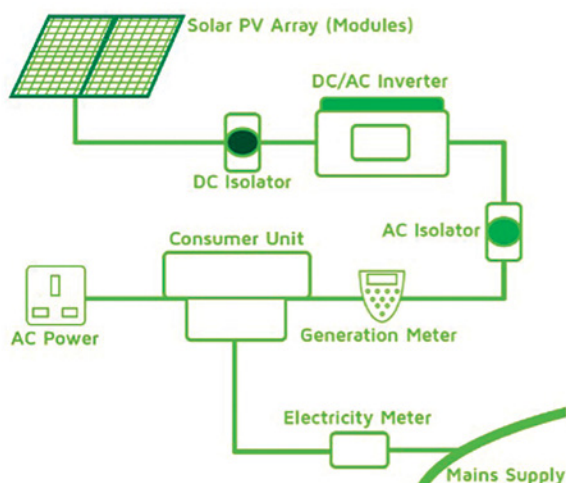 Solar PV Array (Modules)
DC/AC Inverter
DC Isolator
AC Isolator
Consumer Unit
AC Power
Generation Meter
Electricity Meter
Mains Supply